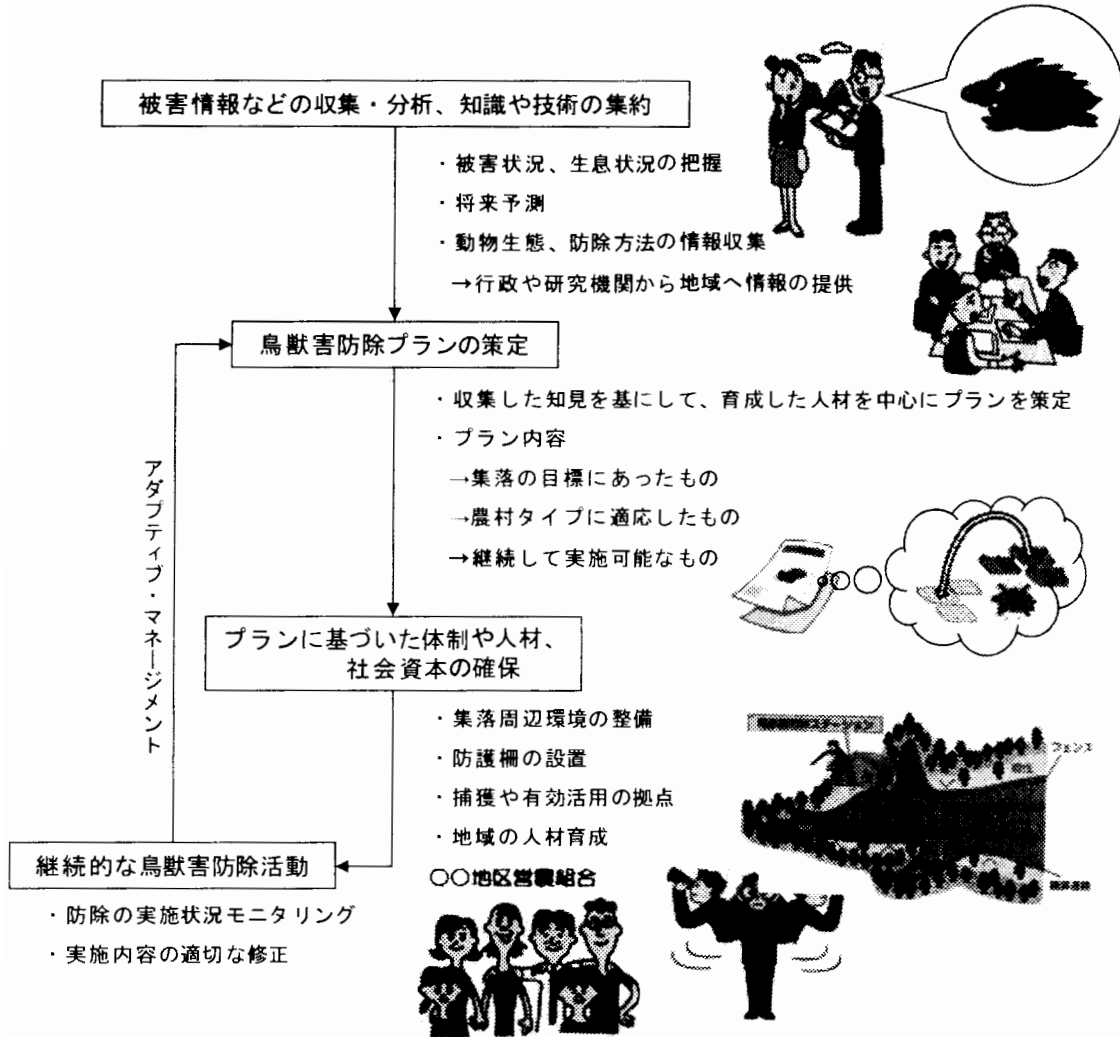 被害情報などの収集・分析、知識や技術の集約
・被害状況、生息状況の把握
・将来予測
・動物生態、防除方法の情報収集
→行政や研究機関から地域へ情報の提供
鳥獣害防除プランの策定
・収集した知見を基にして、育成した人材を中心にプランを策定
・プラン内容
→集落の目標にあったもの
→農村タイプに適応したもの
→継続して実施可能なもの
アダプティブ・マネージメント
プランに基づいた体制や人材、
社会資本の確保
・集落周辺環境の整備
・防護柵の設置
・捕獲や有効活用の拠点
・地域の人材育成
フェンス
継続的な鳥獣害防除活動
・防除の実施状況モニタリング
・実施内容の適切な修正
○○地区営農組合